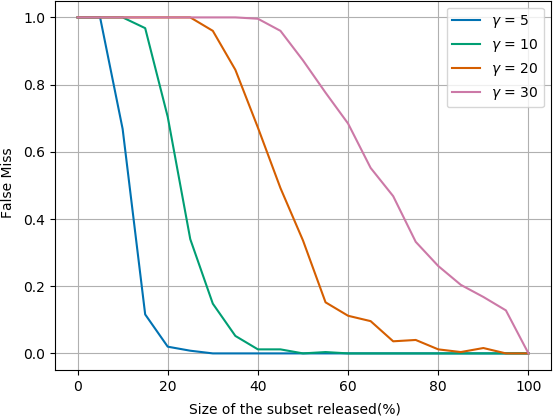 1.0
0.8
0.6
0.4
0.2
0.0
False Miss
0
20
40
60
80
100
Size of the subset released(%)
γ = 5
γ = 10
γ = 20
γ = 30